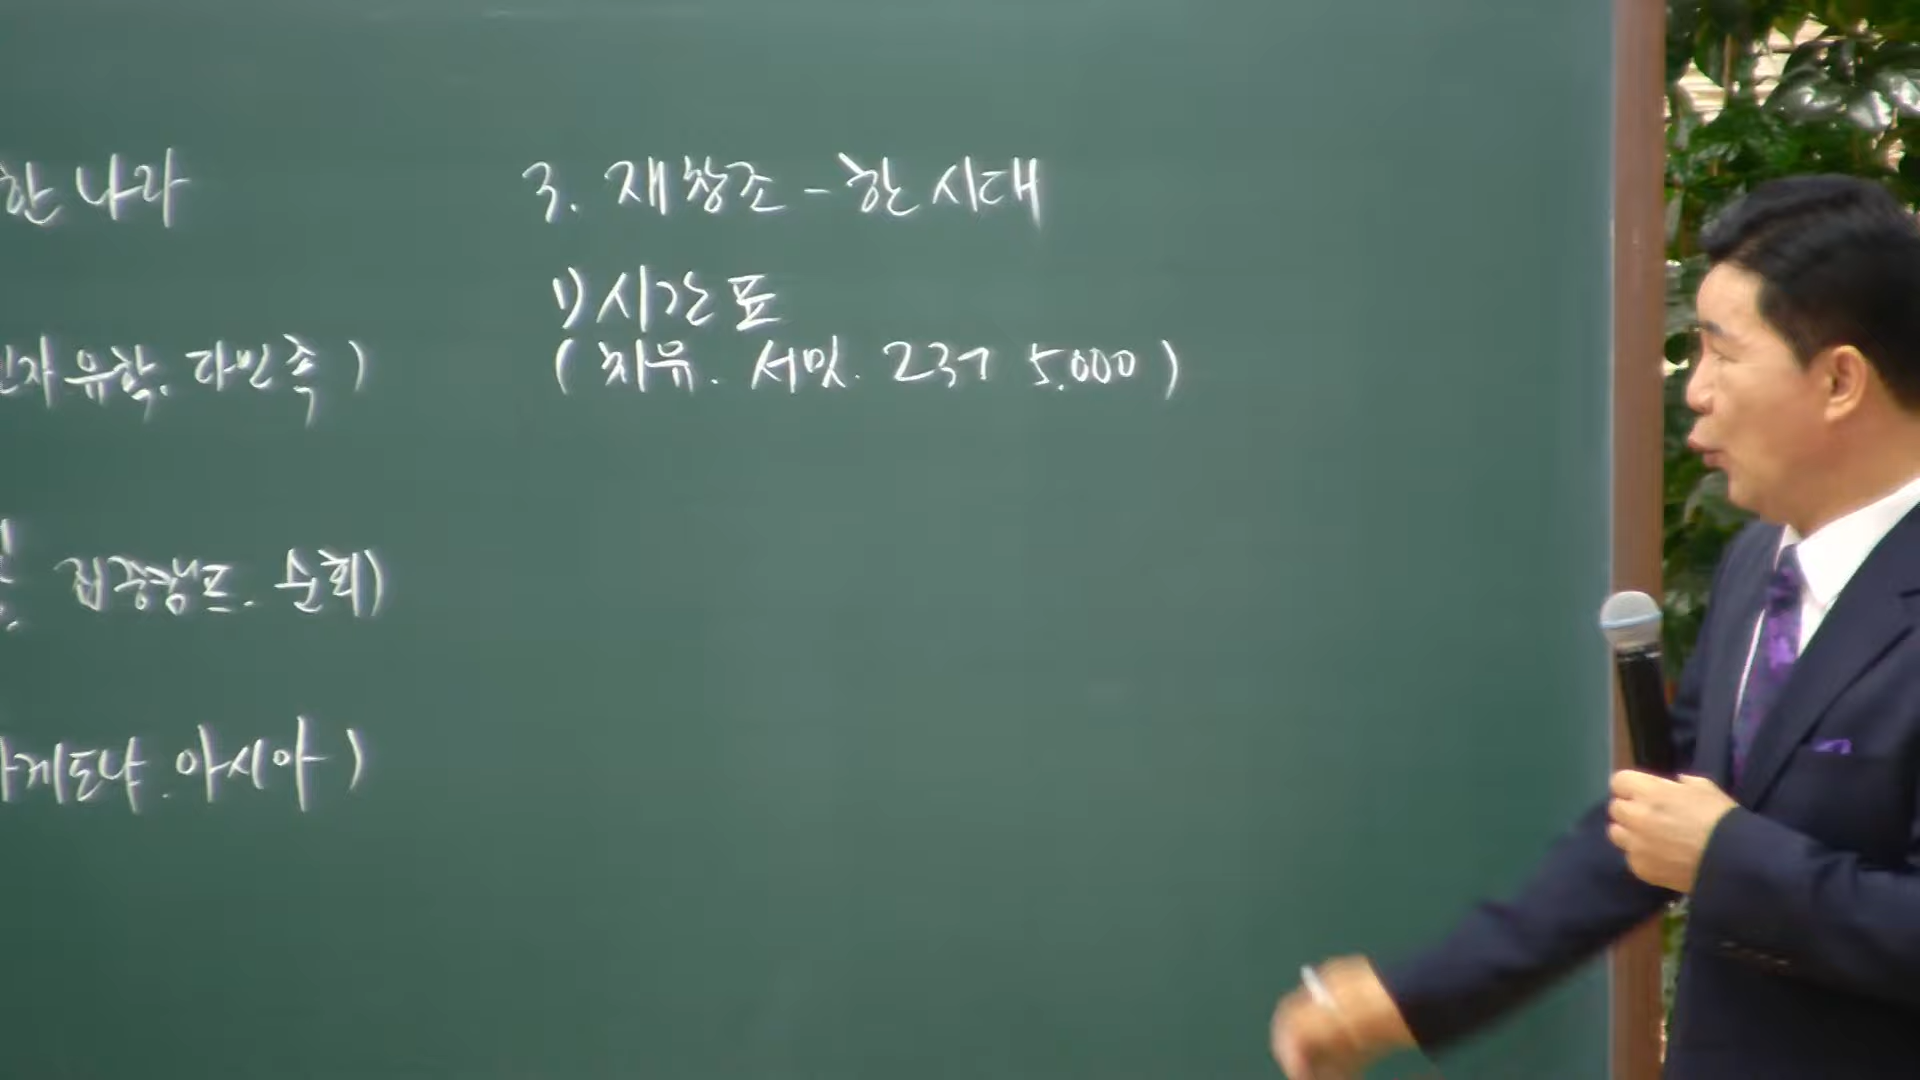 한 나라
자 유학. 다민족)
집중캠프. 순회)
게도냐. 아시아)
3. 재창조 - 한 시대
1) 시간표
(치유. 서밋. 237 5.000)